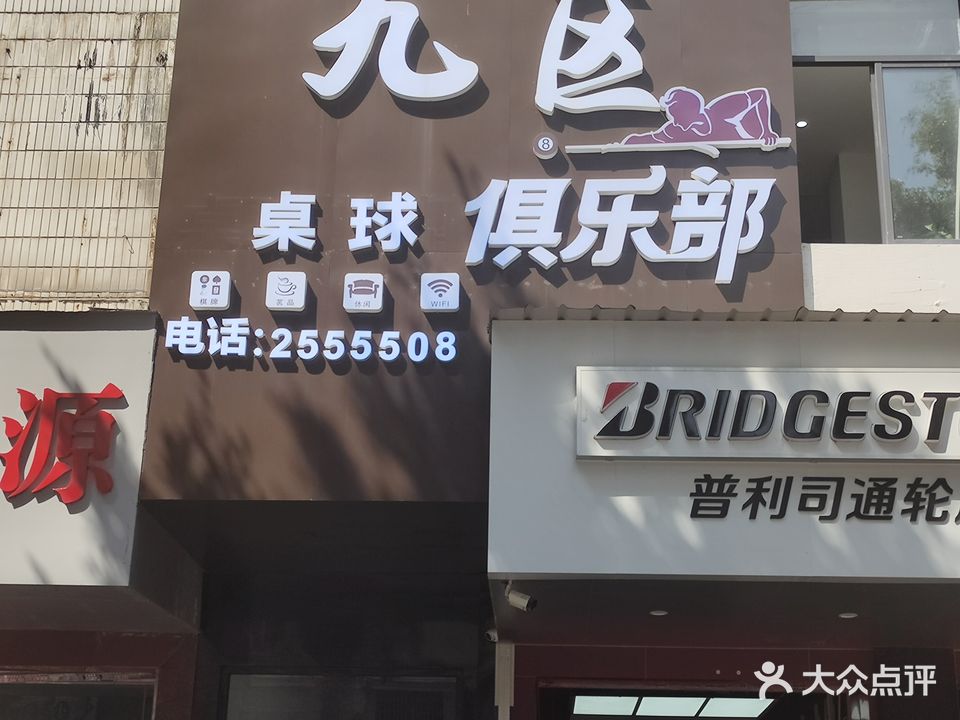 九区
8
桌球 俱乐部
棋牌 茗品 休闲 WIFI
电话:2555508
源
BRIDGEST
普利司通轮
大众点评